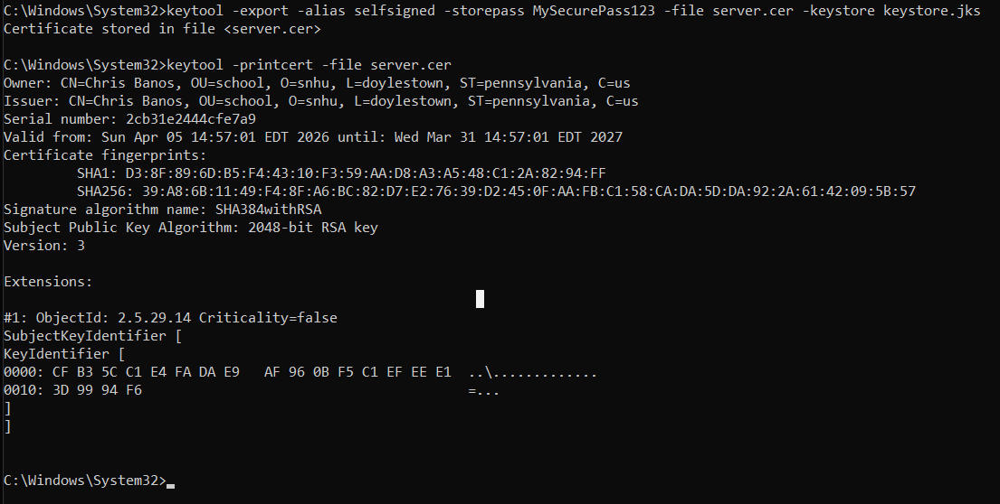 C:\Windows\System32>keytool -export -alias selfsigned -storepass MySecurePass123 -file server.cer -keystore keystore.jks
Certificate stored in file <server.cer>
C:\Windows\System32>keytool -printcert -file server.cer
Owner: CN=Chris Banos, OU=school, O=snhu, L=doylestown, ST=pennsylvania, C=us
Issuer: CN=Chris Banos, OU=school, O=snhu, L=doylestown, ST=pennsylvania, C=us
Serial number: 2cb31e2444cfe7a9
Valid from: Sun Apr 05 14:57:01 EDT 2026 until: Wed Mar 31 14:57:01 EDT 2027
Certificate fingerprints:
         SHA1: D3:8F:89:6D:B5:F4:43:10:F3:59:AA:D8:A3:A5:48:C1:2A:82:94:FF
         SHA256: 39:A8:6B:11:49:F4:8F:A6:BC:82:D7:E2:76:39:D2:45:0F:AA:FB:C1:58:CA:DA:5D:DA:92:2A:61:42:09:5B:57
Signature algorithm name: SHA384withRSA
Subject Public Key Algorithm: 2048-bit RSA key
Version: 3
Extensions:
#1: ObjectId: 2.5.29.14 Criticality=false
SubjectKeyIdentifier [
KeyIdentifier [
0000: CF B3 5C C1 E4 FA DA E9   AF 96 0B F5 C1 EF EE E1  ..\.............
0010: 3D 99 94 F6                                        =...
]
]
C:\Windows\System32>